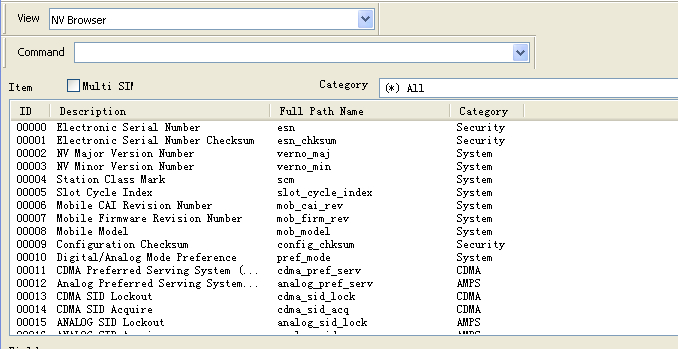 View NV Browser
Command
Item Multi SIM Category (*) All
ID Description Full Path Name Category
00000 Electronic Serial Number esn Security
00001 Electronic Serial Number Checksum esn_chksum Security
00002 NV Major Version Number verno_maj System
00003 NV Minor Version Number verno_min System
00004 Station Class Mark scm System
00005 Slot Cycle Index slot_cycle_index System
00006 Mobile CAI Revision Number mob_cai_rev System
00007 Mobile Firmware Revision Number mob_firm_rev System
00008 Mobile Model mob_model System
00009 Configuration Checksum config_chksum Security
00010 Digital/Analog Mode Preference pref_mode System
00011 CDMA Preferred Serving System (... cdma_pref_serv CDMA
00012 Analog Preferred Serving System... analog_pref_serv AMPS
00013 CDMA SID Lockout cdma_sid_lock CDMA
00014 CDMA SID Acquire cdma_sid_acq CDMA
00015 ANALOG SID Lockout analog_sid_lock AMPS